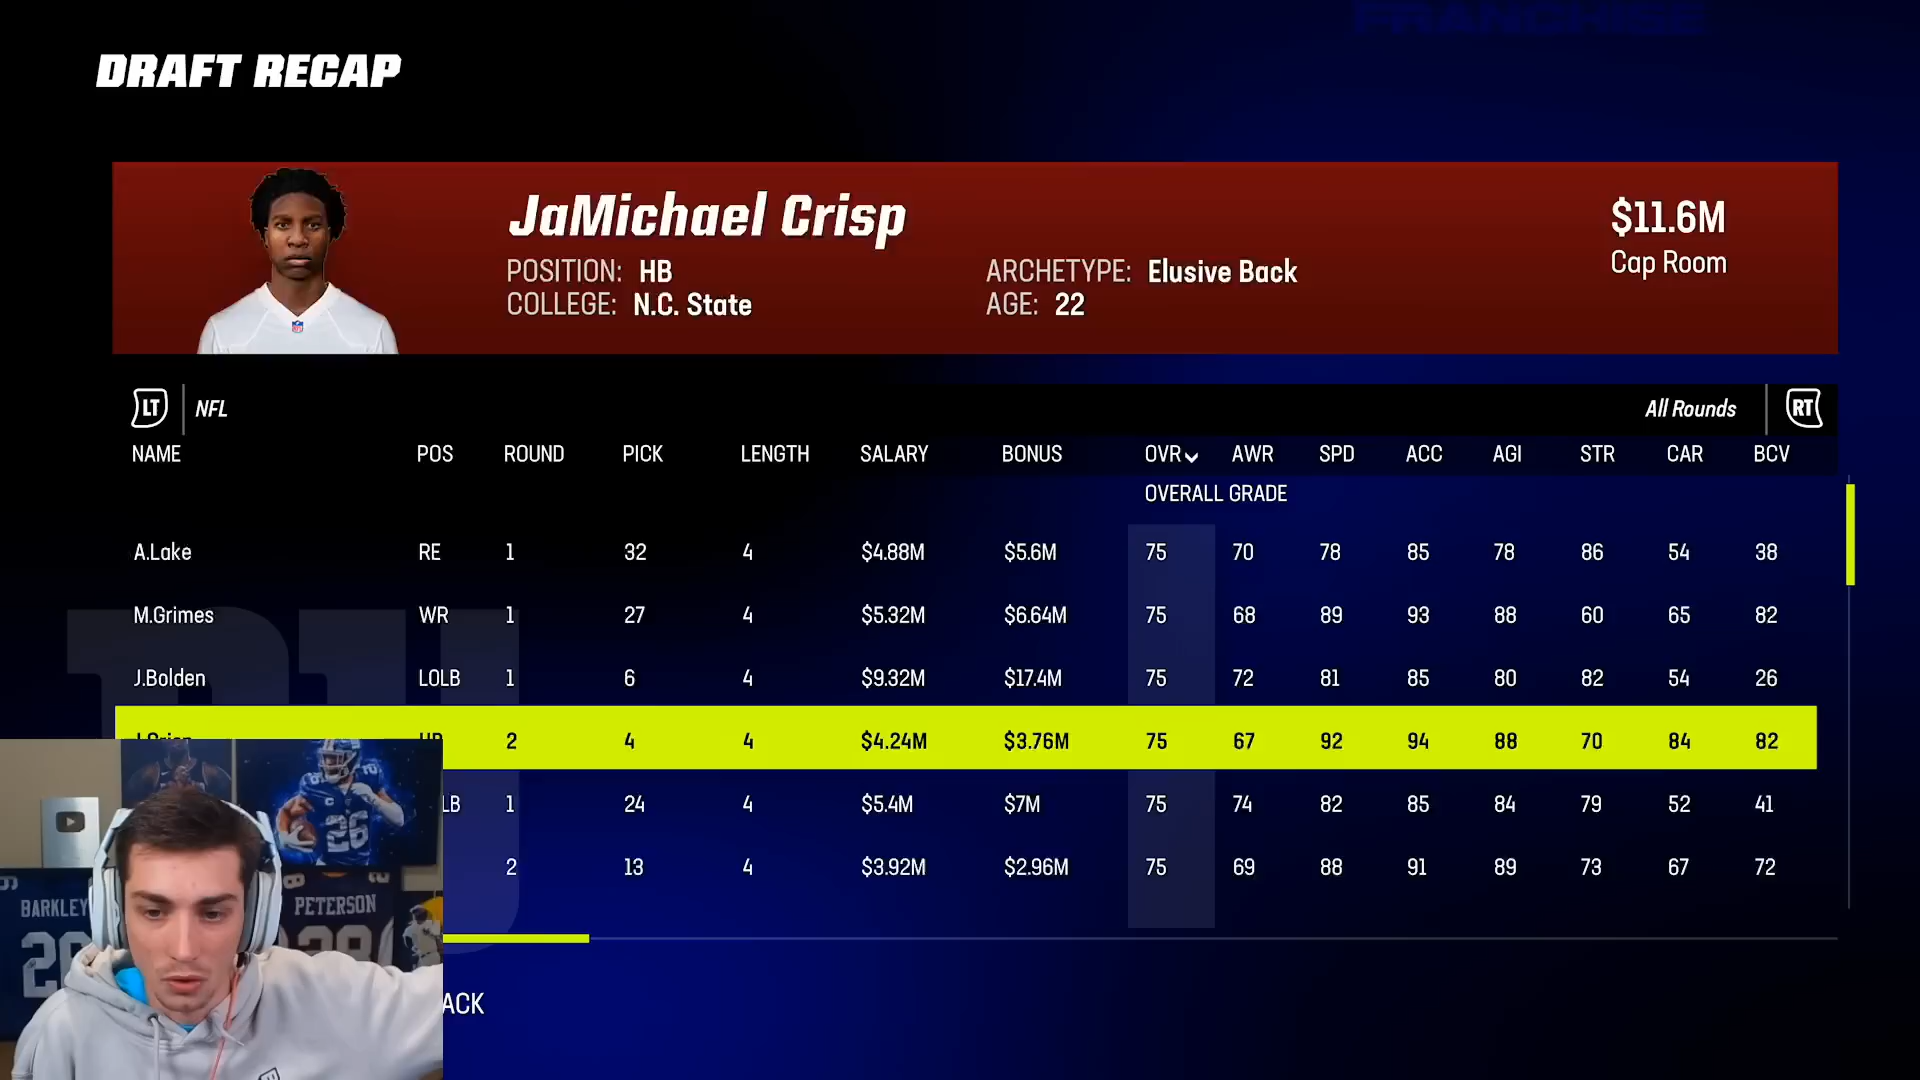 FRANCHISE
DRAFT RECAP
JaMichael Crisp
POSITION: HB
COLLEGE: N.C. State
ARCHETYPE: Elusive Back
AGE: 22
$11.6M
Cap Room
LT NFL All Rounds RT
NAME POS ROUND PICK LENGTH SALARY BONUS OVR AWR SPD ACC AGI STR CAR BCV
OVERALL GRADE
A.Lake RE 1 32 4 $4.88M $5.6M 75 70 78 85 78 86 54 38
M.Grimes WR 1 27 4 $5.32M $6.64M 75 68 89 93 88 60 65 82
J.Bolden LOLB 1 6 4 $9.32M $17.4M 75 72 81 85 80 82 54 26
J.Crisp HB 2 4 4 $4.24M $3.76M 75 67 92 94 88 70 84 82
LB 1 24 4 $5.4M $7M 75 74 82 85 84 79 52 41
2 13 4 $3.92M $2.96M 75 69 88 91 89 73 67 72
ACK
26
BARKLEY
PETERSON
28